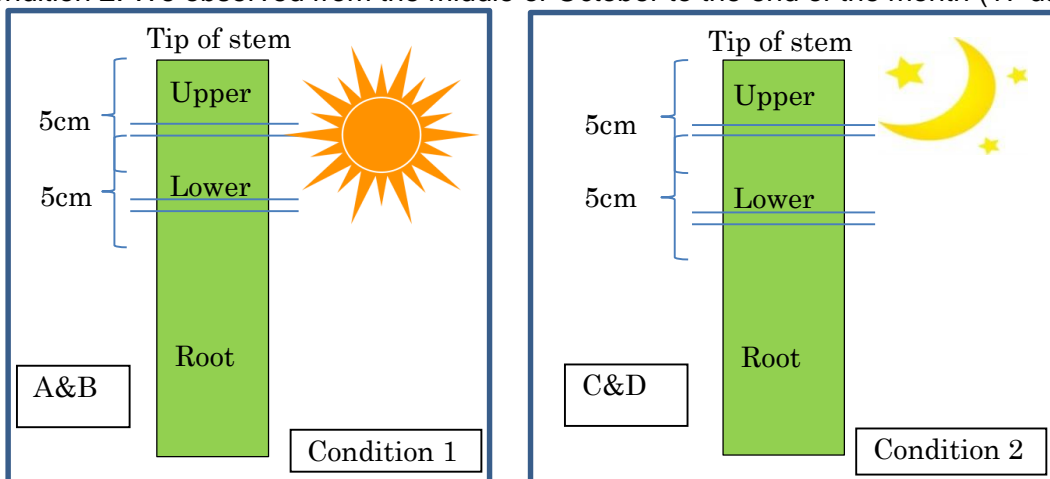 Tip of stem
Upper
5cm
Lower
5cm
Root
A&B
Condition 1
Tip of stem
Upper
5cm
Lower
5cm
Root
C&D
Condition 2